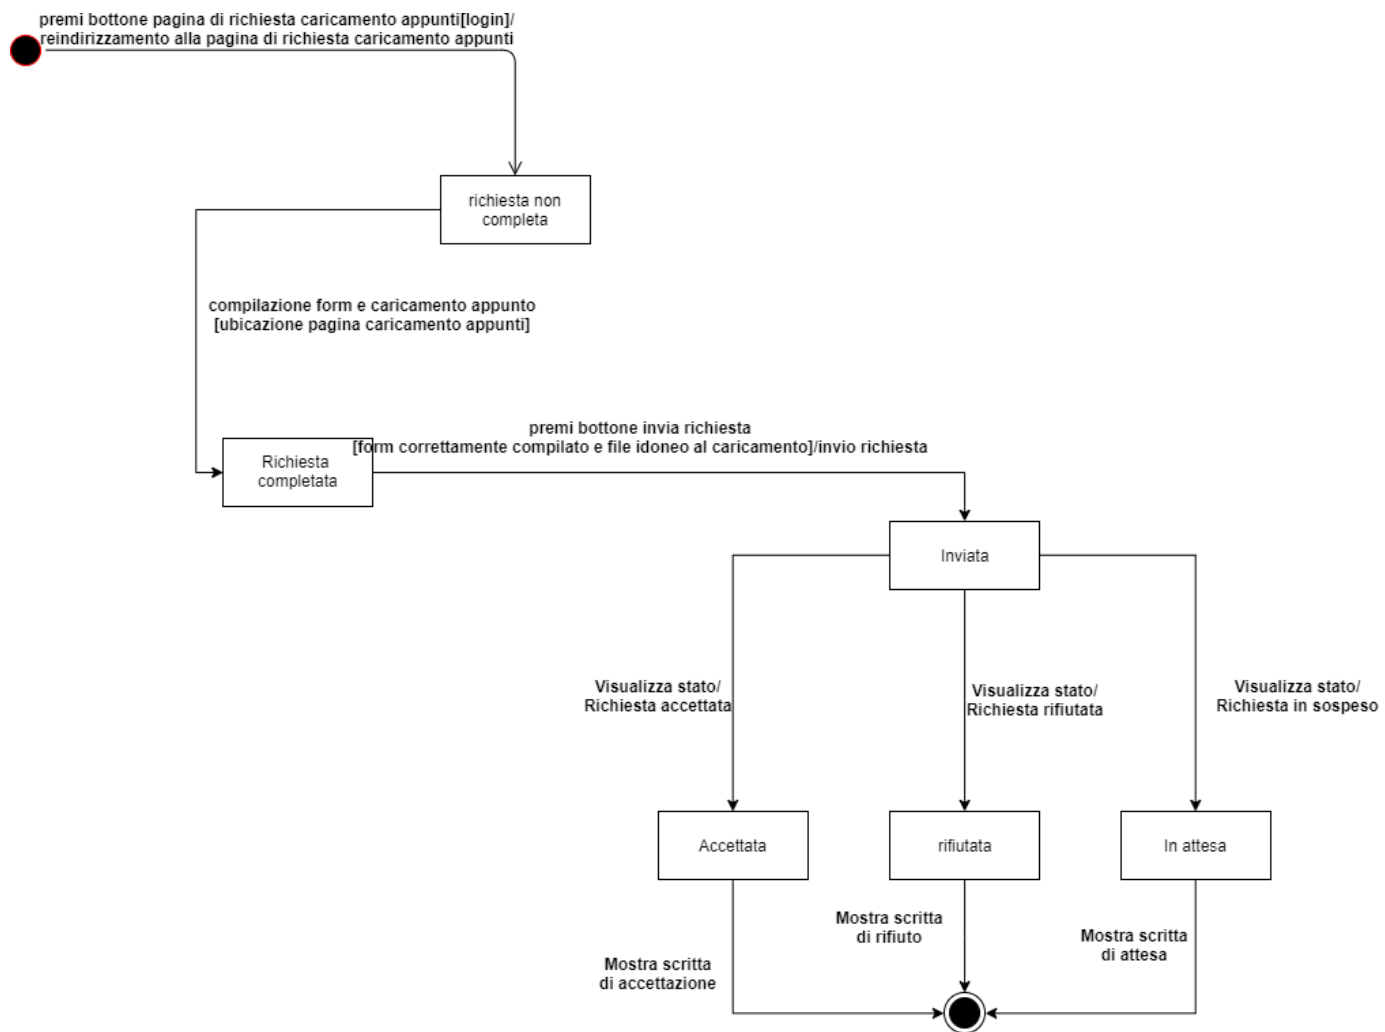 premi bottone pagina di richiesta caricamento appunti[login]/
reindirizzamento alla pagina di richiesta caricamento appunti
richiesta non
completa
compilazione form e caricamento appunto
[ubicazione pagina caricamento appunti]
premi bottone invia richiesta
[form correttamente compilato e file idoneo al caricamento]/invio richiesta
Richiesta
completata
Inviata
Visualizza stato/
Richiesta accettata
Visualizza stato/
Richiesta rifiutata
Visualizza stato/
Richiesta in sospeso
Accettata
rifiutata
In attesa
Mostra scritta
di rifiuto
Mostra scritta
di attesa
Mostra scritta
di accettazione